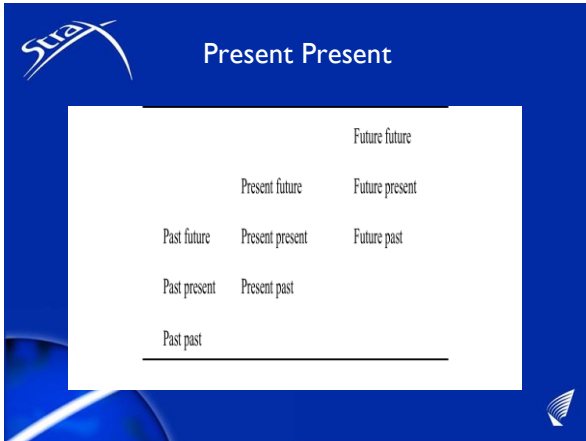 StraX
Present Present
Future future
Present future Future present
Past future Present present Future past
Past present Present past
Past past